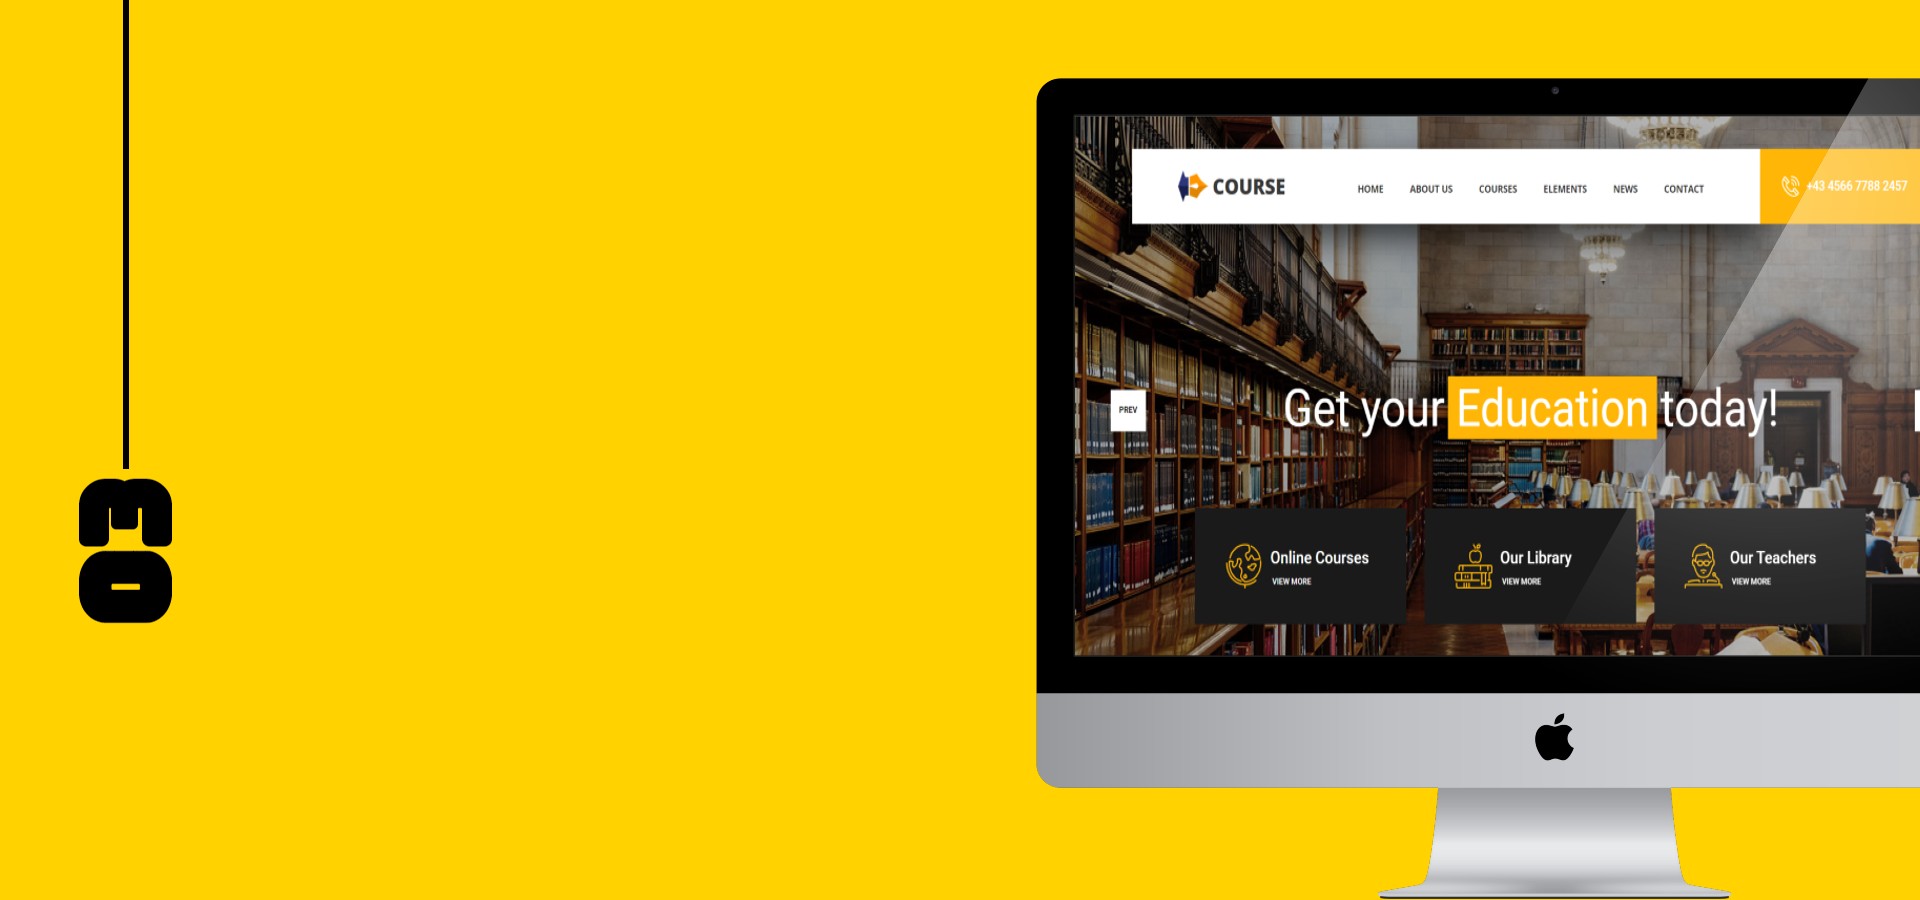 03
COURSE
HOME ABOUT US COURSES ELEMENTS NEWS CONTACT
+43 4566 7788 2457
PREV
Get your Education today!
Online Courses
VIEW MORE
Our Library
VIEW MORE
Our Teachers
VIEW MORE